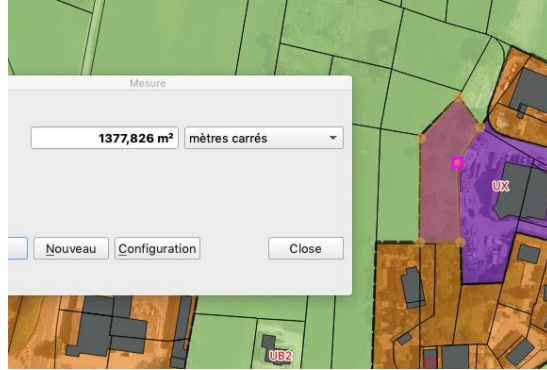 Mesure
1377,826 m² mètres carrés
UX
Nouveau Configuration Close
UB2